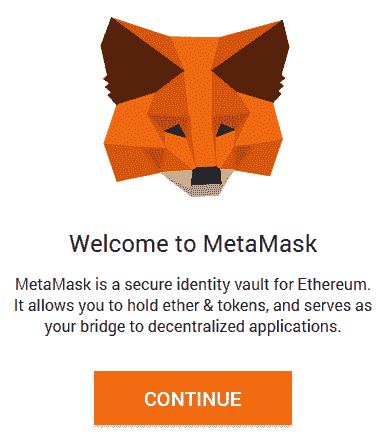 Welcome to MetaMask
MetaMask is a secure identity vault for Ethereum.
It allows you to hold ether & tokens, and serves as
your bridge to decentralized applications.
CONTINUE